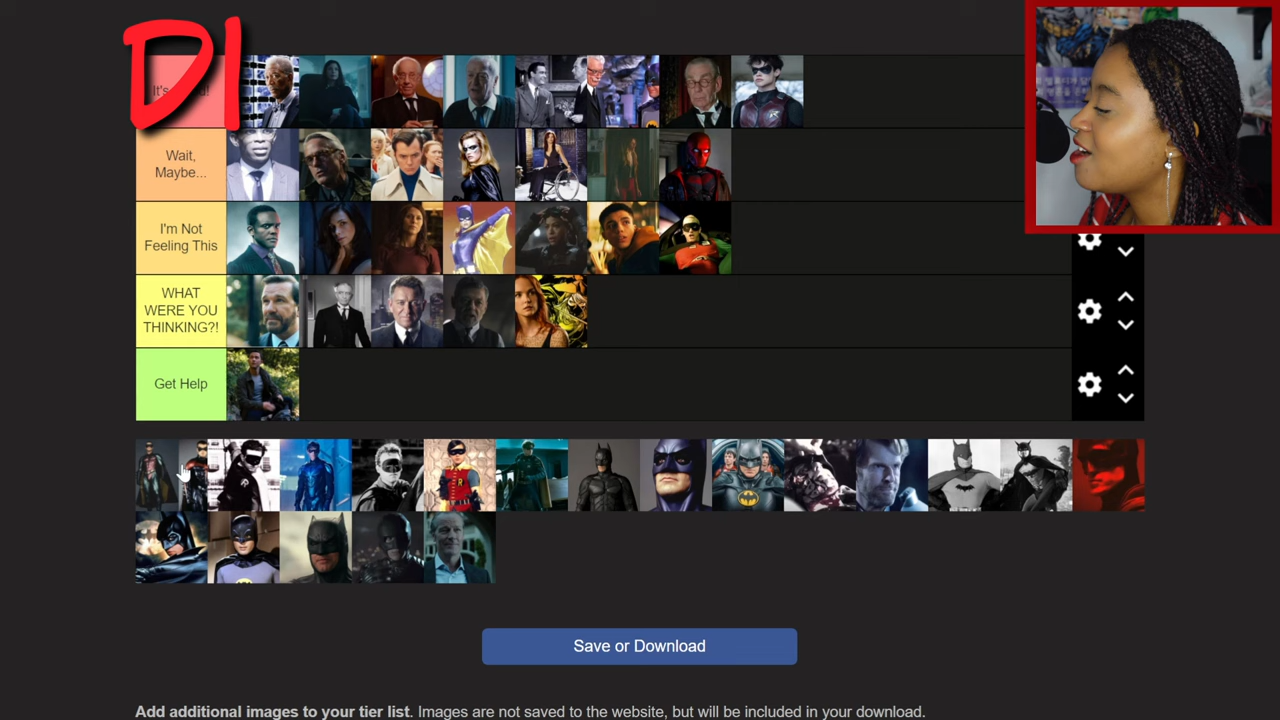 DI
Wait,
Maybe...
I'm Not
Feeling This
WHAT
WERE YOU
THINKING?!
Get Help
Save or Download
Add additional images to your tier list. Images are not saved to the website, but will be included in your download.